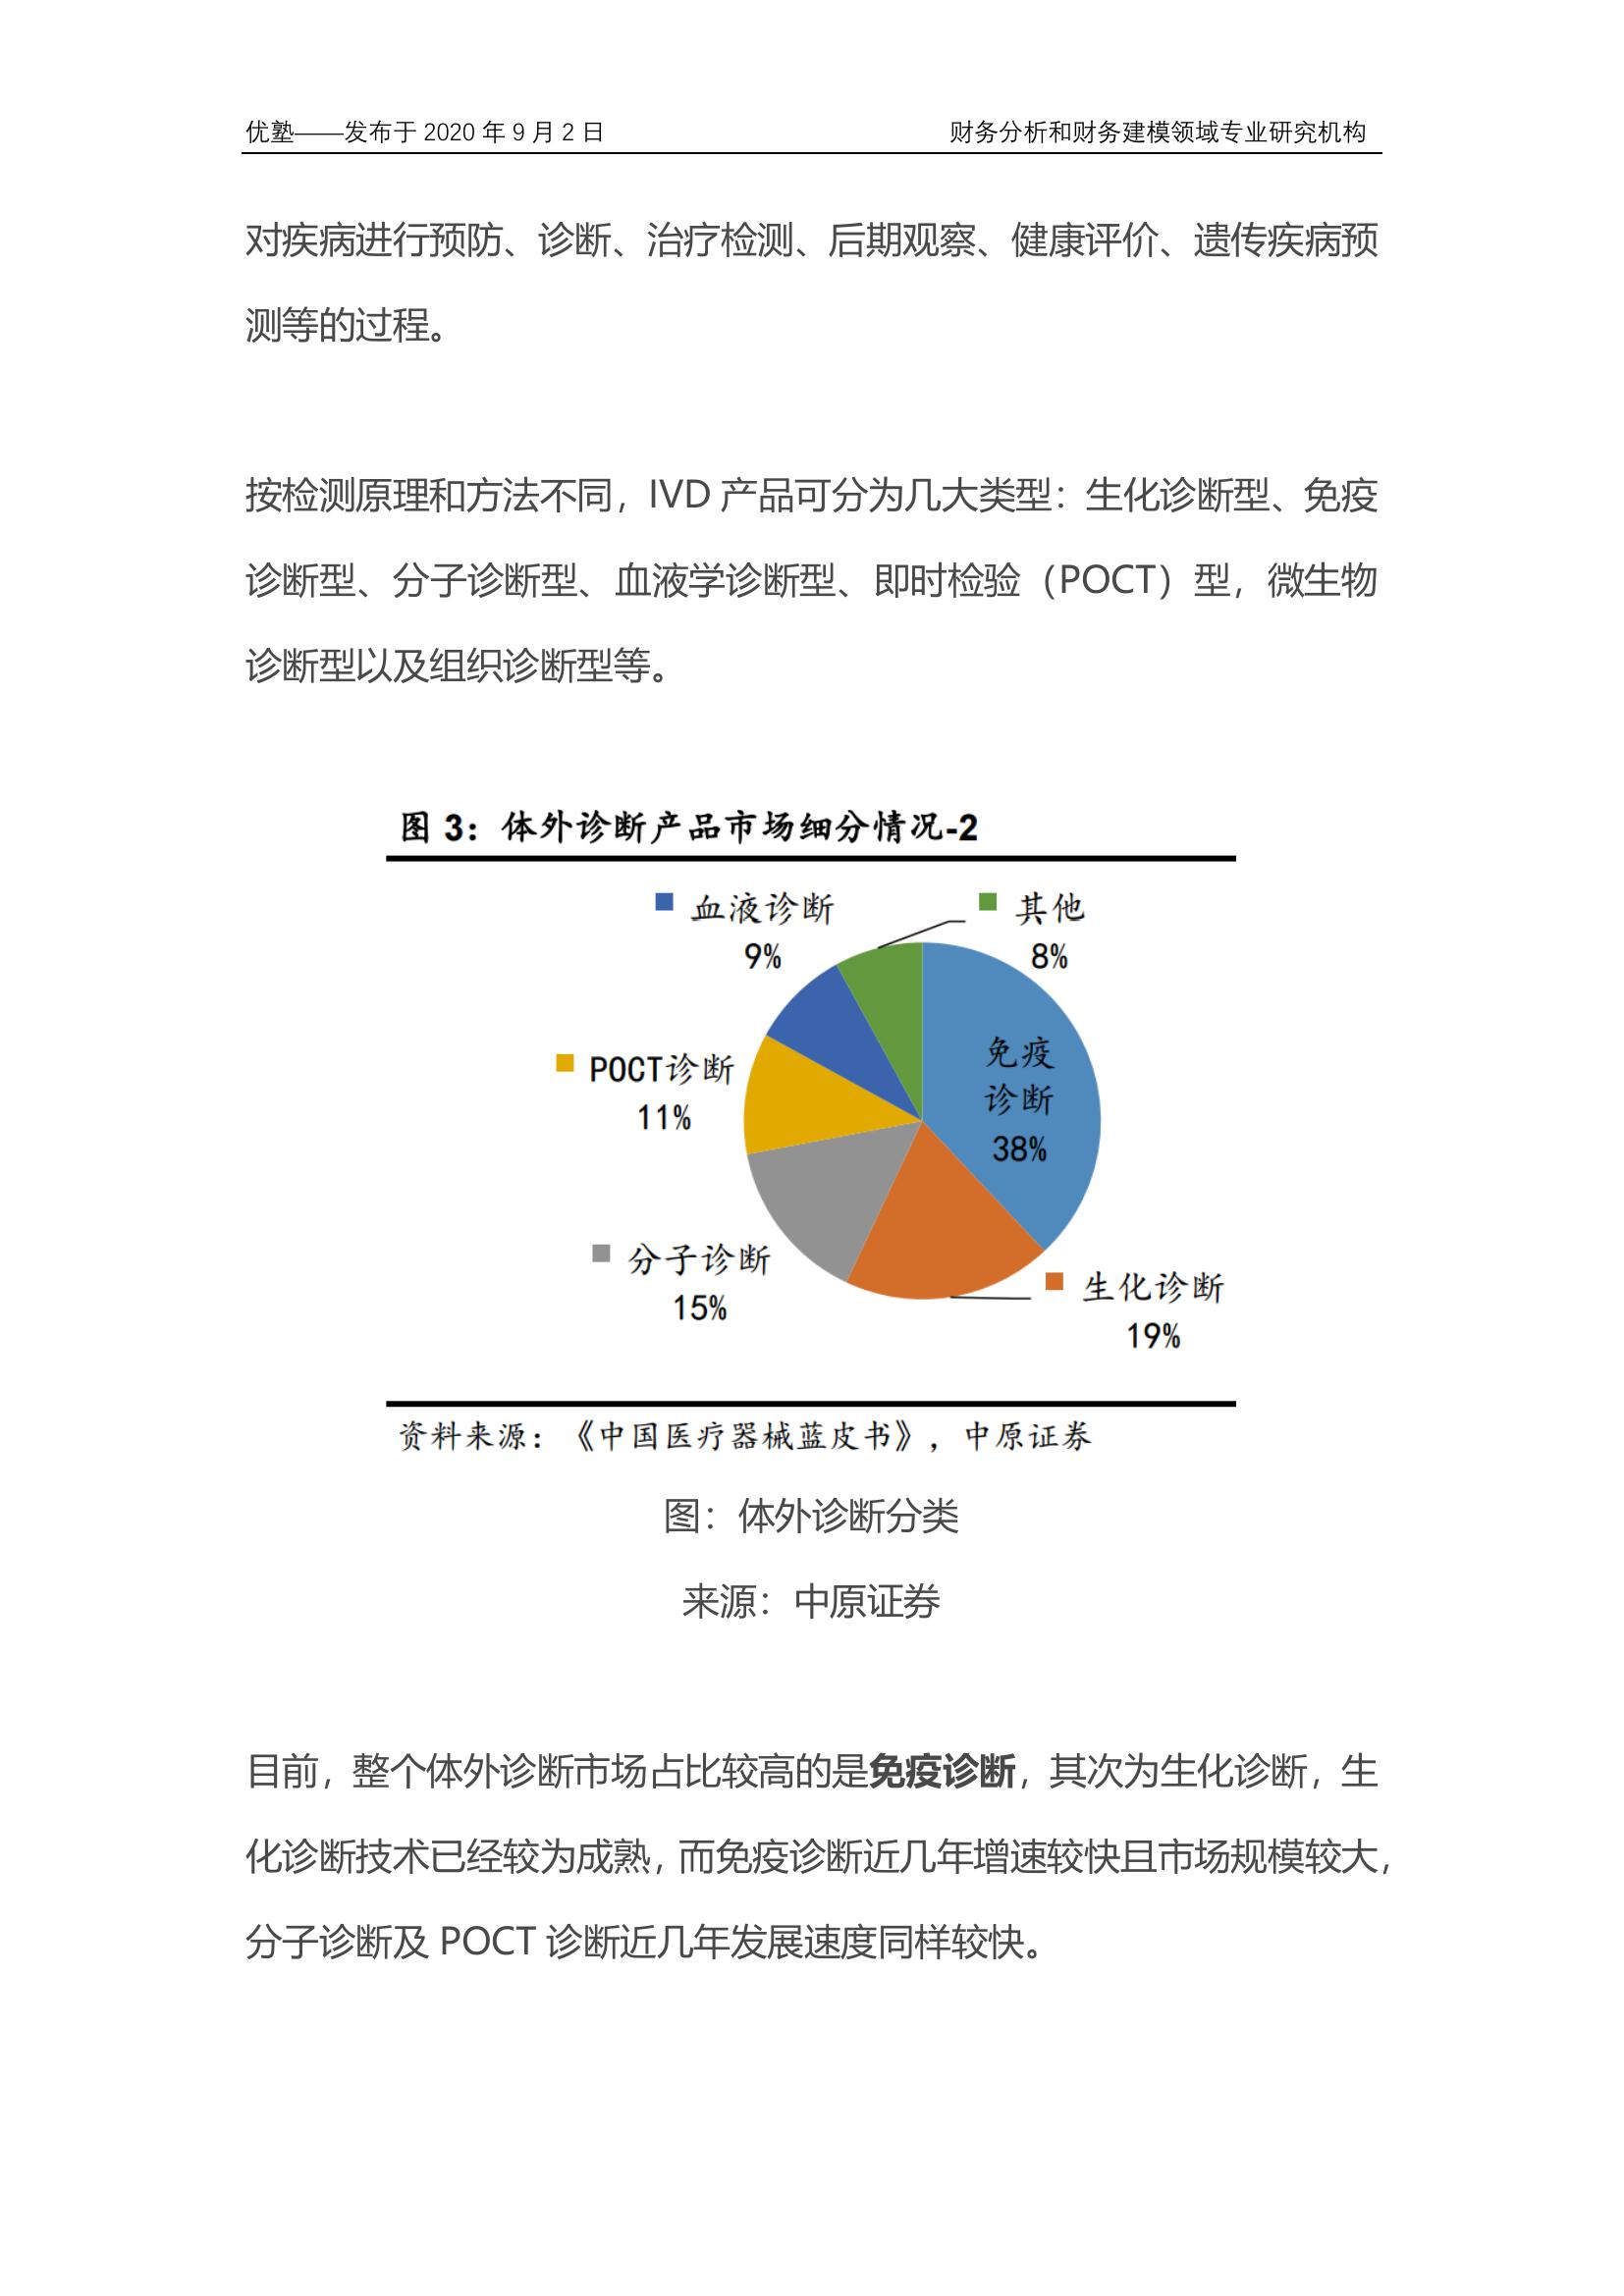 优塾——发布于 2020 年 9 月 2 日 财务分析和财务建模领域专业研究机构
对疾病进行预防、诊断、治疗检测、后期观察、健康评价、遗传疾病预
测等的过程。
按检测原理和方法不同，IVD 产品可分为几大类型：生化诊断型、免疫
诊断型、分子诊断型、血液学诊断型、即时检验（POCT）型，微生物
诊断型以及组织诊断型等。
图 3：体外诊断产品市场细分情况-2
血液诊断
9%
其他
8%
免疫
诊断
38%
POCT诊断
11%
分子诊断
15%
生化诊断
19%
资料来源：《中国医疗器械蓝皮书》，中原证券
图：体外诊断分类
来源：中原证券
目前，整个体外诊断市场占比较高的是免疫诊断，其次为生化诊断，生
化诊断技术已经较为成熟，而免疫诊断近几年增速较快且市场规模较大，
分子诊断及 POCT 诊断近几年发展速度同样较快。